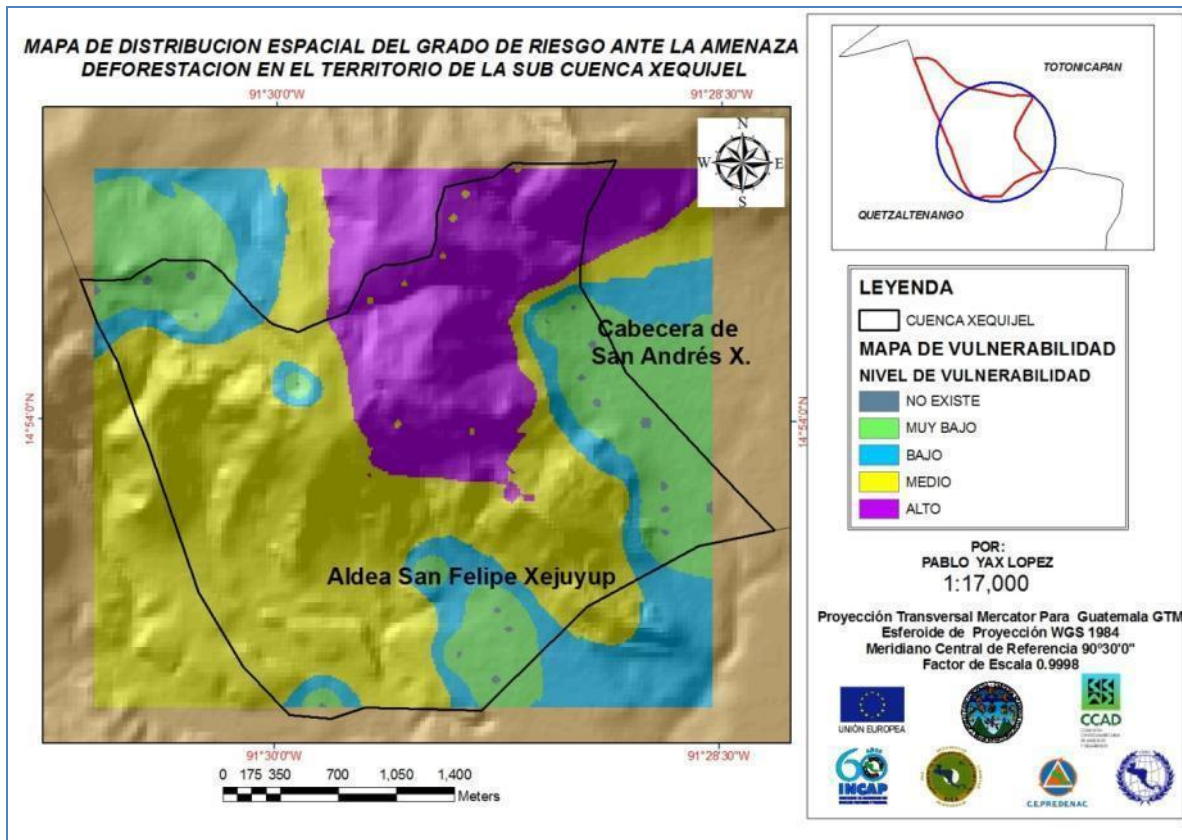 MAPA DE DISTRIBUCION ESPACIAL DEL GRADO DE RIESGO ANTE LA AMENAZA
DEFORESTACION EN EL TERRITORIO DE LA SUB CUENCA XEQUIJEL
91°30'0"W
91°28'30"W
N
W
E
S
14°54'0"N
14°54'0"N
Cabecera de
San Andrés X.
Aldea San Felipe Xejuyup
91°30'0"W
91°28'30"W
0 175 350 700 1,050 1,400
Meters
TOTONICAPAN
QUETZALTENANGO
LEYENDA
CUENCA XEQUIJEL
MAPA DE VULNERABILIDAD
NIVEL DE VULNERABILIDAD
NO EXISTE
MUY BAJO
BAJO
MEDIO
ALTO
POR:
PABLO YAX LOPEZ
1:17,000
Proyección Transversal Mercator Para Guatemala GTM
Esferoide de Proyección WGS 1984
Meridiano Central de Referencia 90°30'0"
Factor de Escala 0.9998
UNIÓN EUROPEA
CCAD
60 AÑOS
INCAP
C.E.PREDENAC